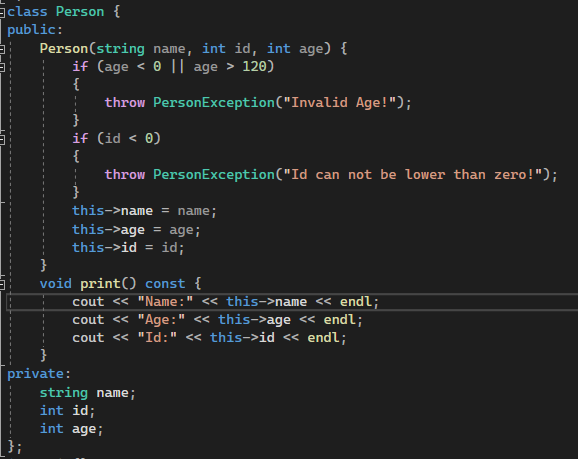 class Person {
public:
    Person(string name, int id, int age) {
        if (age < 0 || age > 120)
        {
            throw PersonException("Invalid Age!");
        }
        if (id < 0)
        {
            throw PersonException("Id can not be lower than zero!");
        }
        this->name = name;
        this->age = age;
        this->id = id;
    }
    void print() const {
        cout << "Name:" << this->name << endl;
        cout << "Age:" << this->age << endl;
        cout << "Id:" << this->id << endl;
    }
private:
    string name;
    int id;
    int age;
};